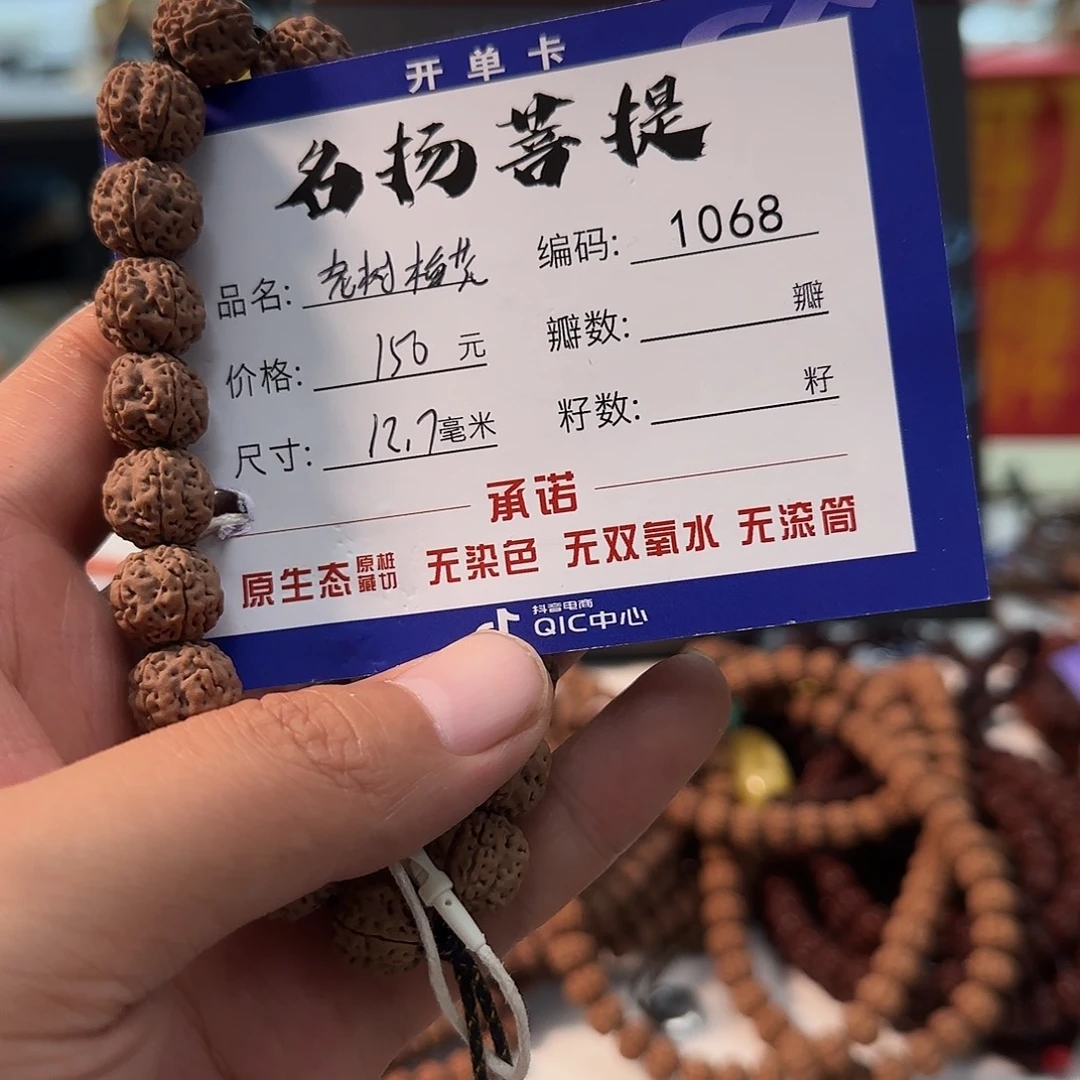 开单卡
名扬菩提
品名: 老树梅花 编码: 1068
价格: 150 元 瓣数: 瓣
尺寸: 12.7毫米 籽数: 籽
承诺
原生态 原桩藏切 无染色 无双氧水 无滚筒
抖音电商
QIC中心